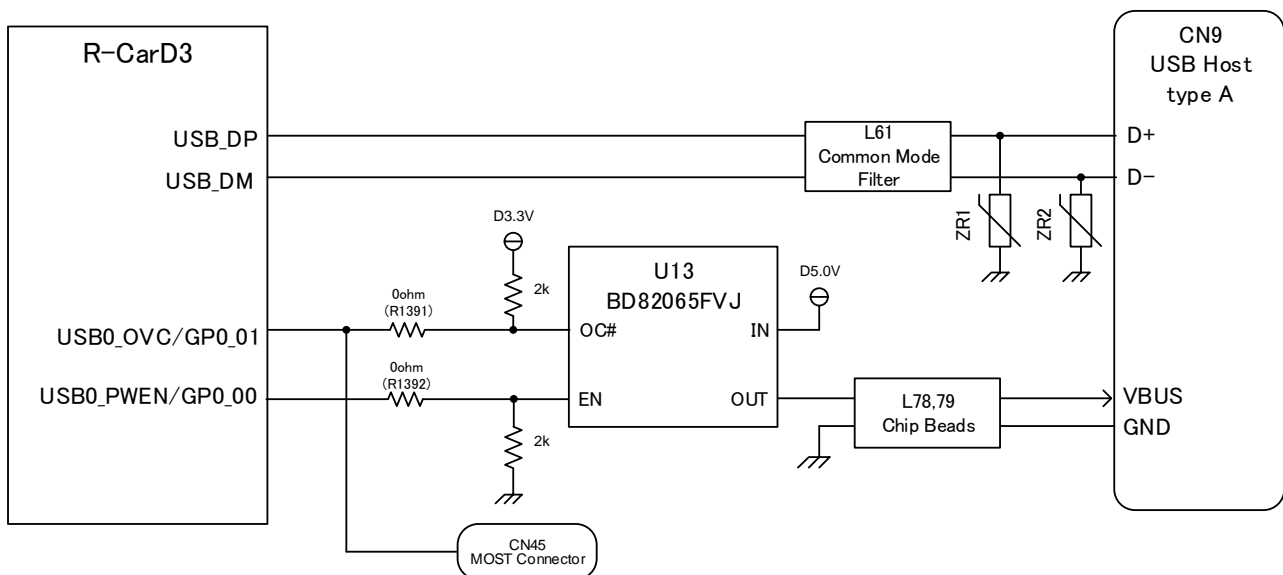 R-CarD3
CN9
USB Host
type A
USB_DP
L61
Common Mode
Filter
D+
USB_DM
D-
ZR1
ZR2
D3.3V
2k
U13
BD82065FVJ
D5.0V
0ohm
(R1391)
USB0_OVC/GP0_01
OC#
IN
0ohm
(R1392)
USB0_PWEN/GP0_00
EN
OUT
L78,79
Chip Beads
VBUS
GND
2k
CN45
MOST Connector